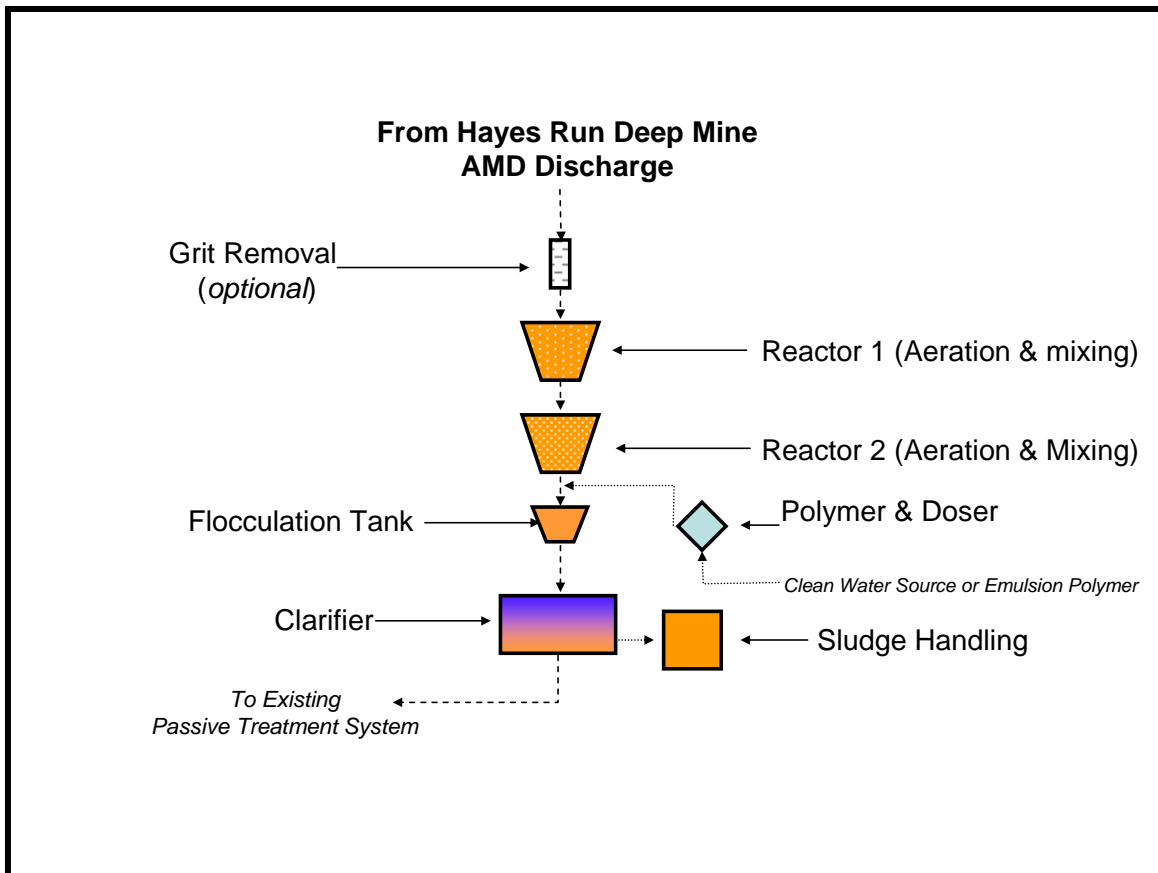 From Hayes Run Deep Mine
AMD Discharge
Grit Removal
(optional)
Reactor 1 (Aeration & mixing)
Reactor 2 (Aeration & Mixing)
Flocculation Tank
Polymer & Doser
Clean Water Source or Emulsion Polymer
Clarifier
Sludge Handling
To Existing
Passive Treatment System